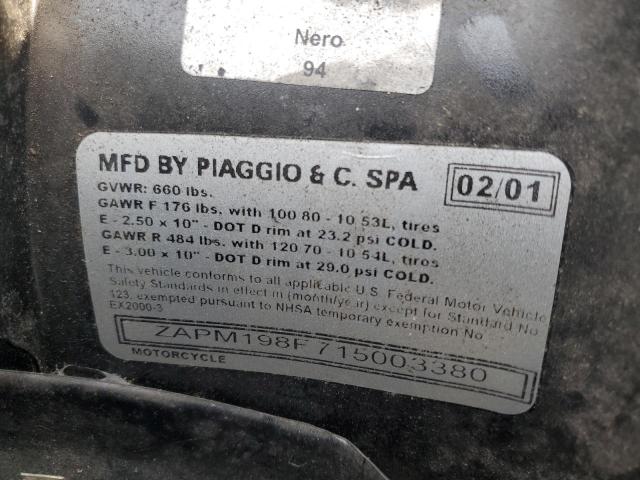 Nero
94
MFD BY PIAGGIO & C. SPA 02/01
GVWR: 660 lbs.
GAWR F 176 lbs. with 100 80 - 10 53L, tires
E - 2.50 x 10" - DOT D rim at 23.2 psi COLD.
GAWR R 484 lbs. with 120 70 - 10 54L, tires
E - 3.00 x 10" - DOT D rim at 29.0 psi COLD.
This vehicle conforms to all applicable U.S. Federal Motor Vehicle
Safety Standards in effect in (month/year) except for Standard No
123, exempted pursuant to NHSA temporary exemption No
EX2000-3
ZAPM198F715003380
MOTORCYCLE